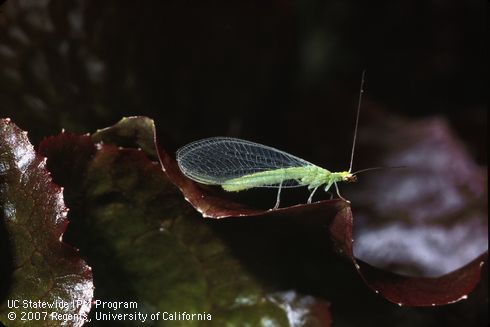 UC Statewide IPM Program
© 2007 Regents, University of California